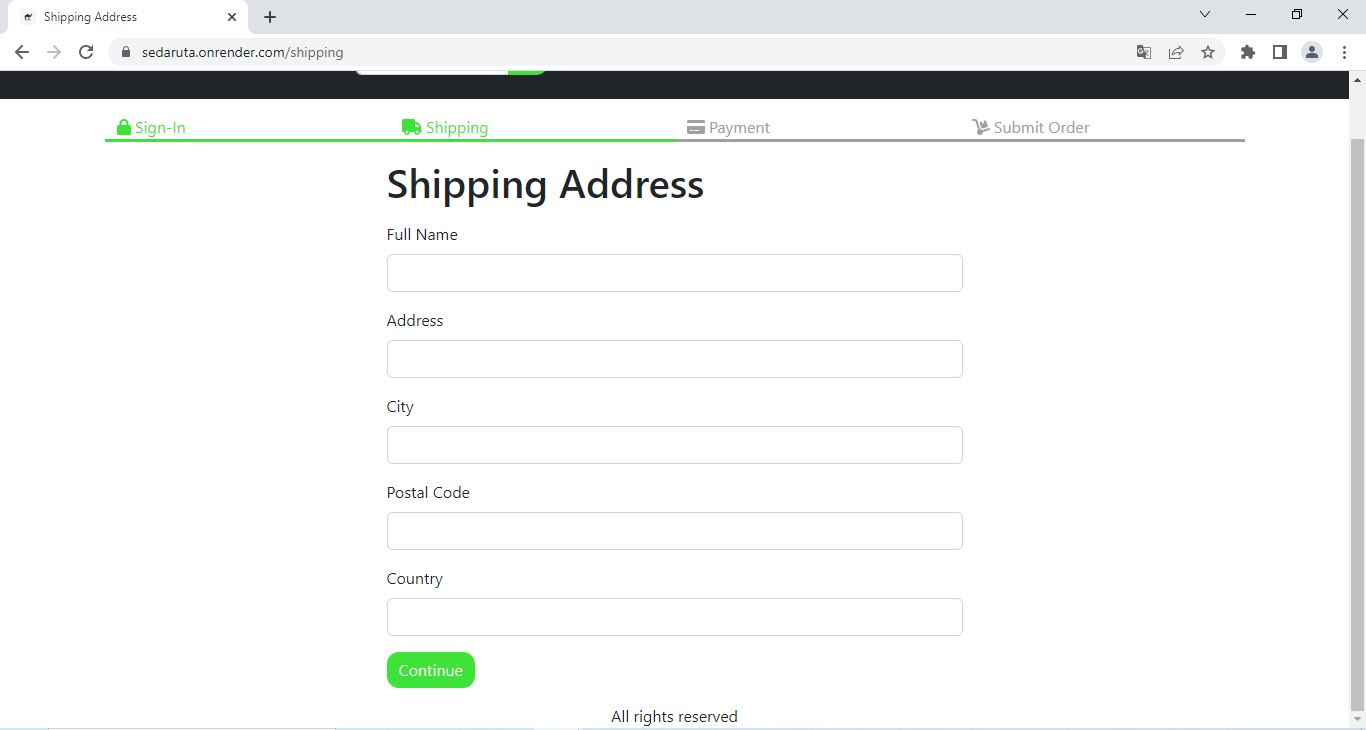 Shipping Address
sedaruta.onrender.com/shipping
Sign-In Shipping Payment Submit Order
Shipping Address
Full Name
Address
City
Postal Code
Country
Continue
All rights reserved